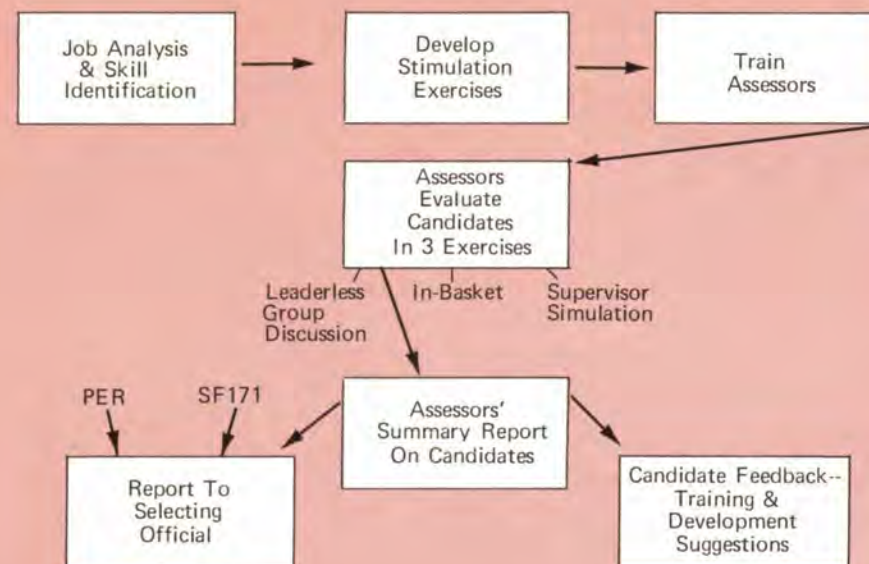 Job Analysis
& Skill
Identification
Develop
Stimulation
Exercises
Train
Assessors
Assessors
Evaluate
Candidates
In 3 Exercises
Leaderless
Group
Discussion
In-Basket
Supervisor
Simulation
PER
SF171
Assessors'
Summary Report
On Candidates
Report To
Selecting
Official
Candidate Feedback--
Training &
Development
Suggestions